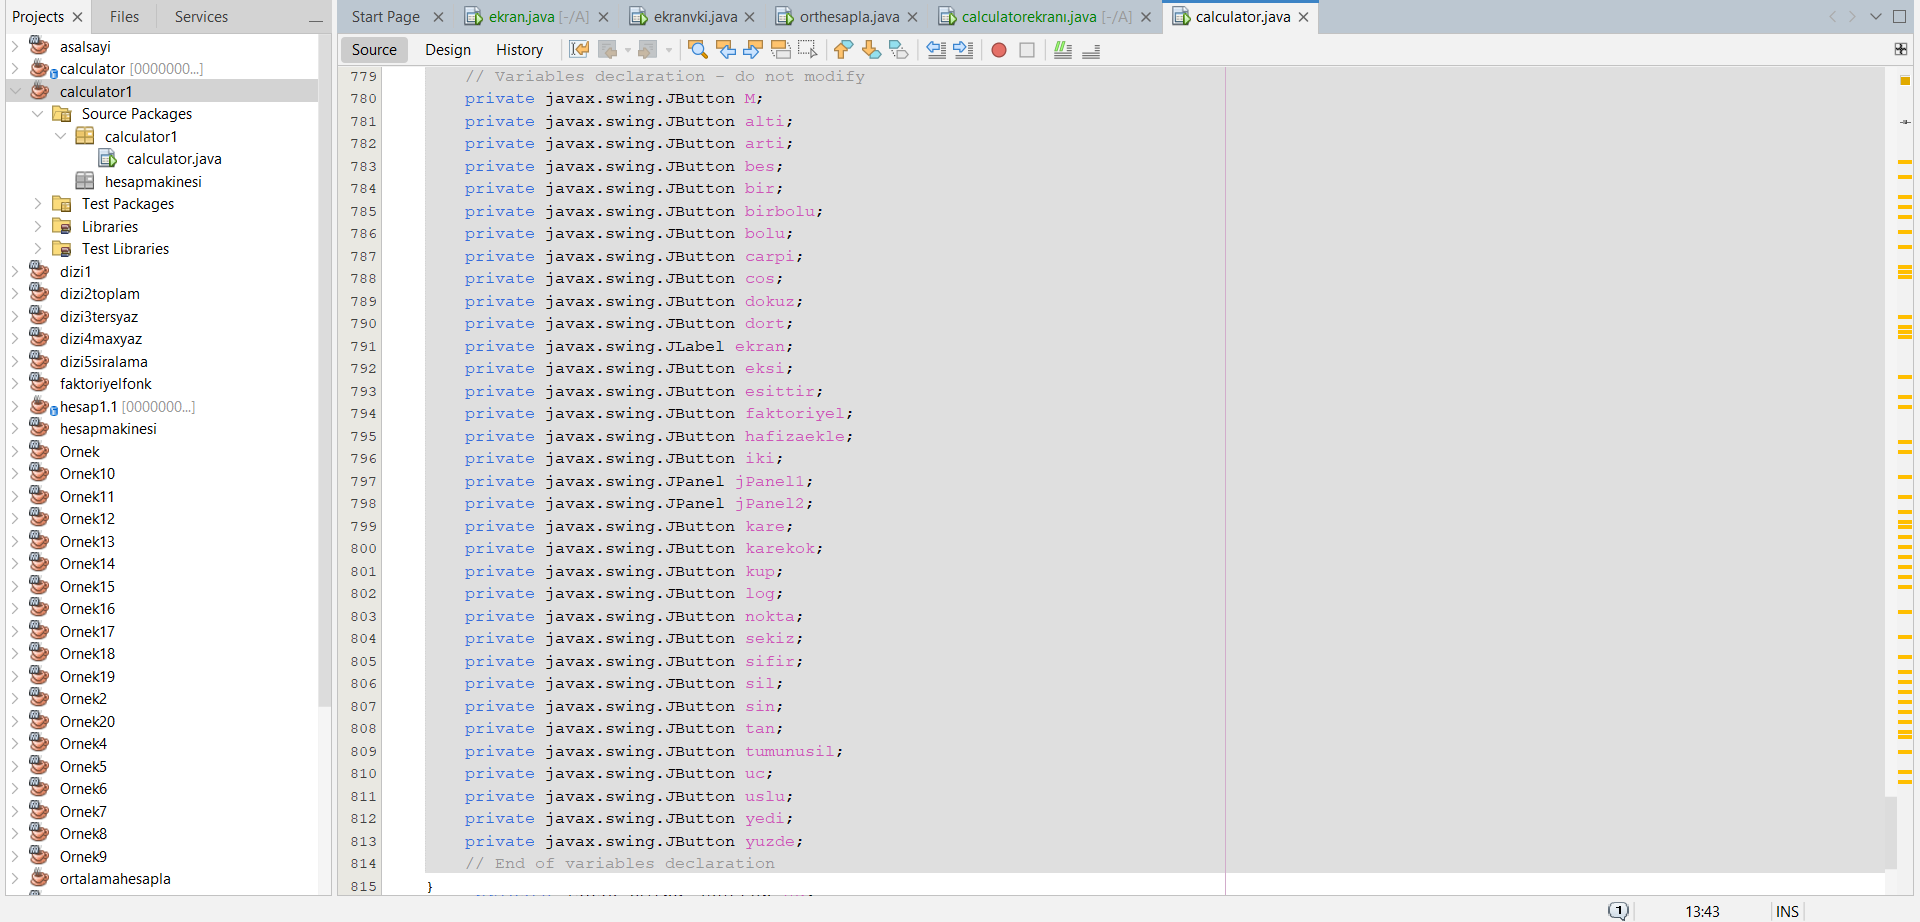 Projects Files Services
asalsayi
calculator [0000000...]
calculator1
Source Packages
calculator1
calculator.java
hesapmakinesi
Test Packages
Libraries
Test Libraries
dizi1
dizi2toplam
dizi3tersyaz
dizi4maxyaz
dizi5siralama
faktoriyelfonk
hesap1.1 [0000000...]
hesapmakinesi
Ornek
Ornek10
Ornek11
Ornek12
Ornek13
Ornek14
Ornek15
Ornek16
Ornek17
Ornek18
Ornek19
Ornek2
Ornek20
Ornek4
Ornek5
Ornek6
Ornek7
Ornek8
Ornek9
ortalamahesapla
Start Page ekran.java [-/A] ekranvki.java orthesapla.java calculatorekranı.java [-/A] calculator.java
Source Design History
779 // Variables declaration - do not modify
780 private javax.swing.JButton M;
781 private javax.swing.JButton alti;
782 private javax.swing.JButton arti;
783 private javax.swing.JButton bes;
784 private javax.swing.JButton bir;
785 private javax.swing.JButton birbolu;
786 private javax.swing.JButton bolu;
787 private javax.swing.JButton carpi;
788 private javax.swing.JButton cos;
789 private javax.swing.JButton dokuz;
790 private javax.swing.JButton dort;
791 private javax.swing.JLabel ekran;
792 private javax.swing.JButton eksi;
793 private javax.swing.JButton esittir;
794 private javax.swing.JButton faktoriyel;
795 private javax.swing.JButton hafizaekle;
796 private javax.swing.JButton iki;
797 private javax.swing.JPanel jPanel1;
798 private javax.swing.JPanel jPanel2;
799 private javax.swing.JButton kare;
800 private javax.swing.JButton karekok;
801 private javax.swing.JButton kup;
802 private javax.swing.JButton log;
803 private javax.swing.JButton nokta;
804 private javax.swing.JButton sekiz;
805 private javax.swing.JButton sifir;
806 private javax.swing.JButton sil;
807 private javax.swing.JButton sin;
808 private javax.swing.JButton tan;
809 private javax.swing.JButton tumunusil;
810 private javax.swing.JButton uc;
811 private javax.swing.JButton uslu;
812 private javax.swing.JButton yedi;
813 private javax.swing.JButton yuzde;
814 // End of variables declaration
815 }
1 13:43 INS